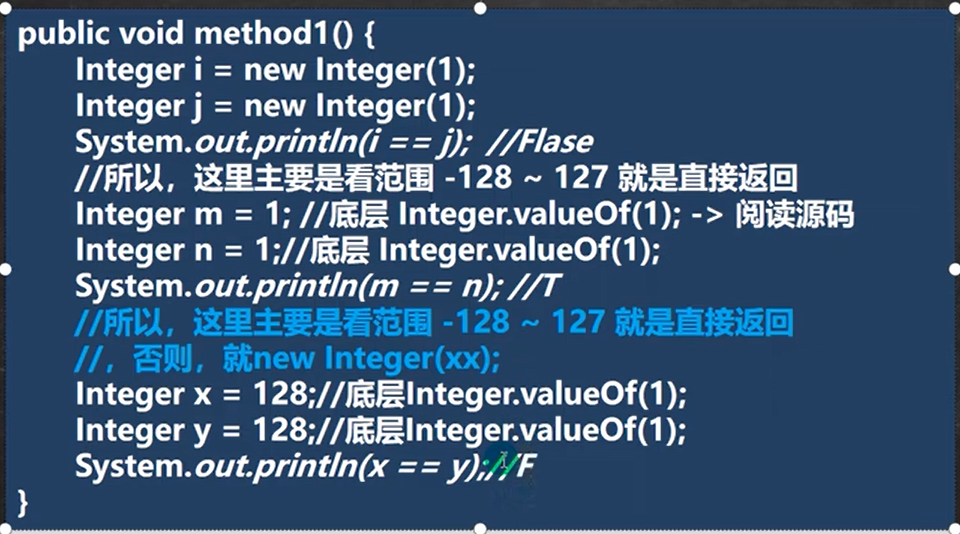 public void method1() {
Integer i = new Integer(1);
Integer j = new Integer(1);
System.out.println(i == j); //Flase
//所以，这里主要是看范围 -128 ~ 127 就是直接返回
Integer m = 1; //底层 Integer.valueOf(1); -> 阅读源码
Integer n = 1;//底层 Integer.valueOf(1);
System.out.println(m == n); //T
//所以，这里主要是看范围 -128 ~ 127 就是直接返回
//，否则，就new Integer(xx);
Integer x = 128;//底层Integer.valueOf(1);
Integer y = 128;//底层Integer.valueOf(1);
System.out.println(x == y);//F
}